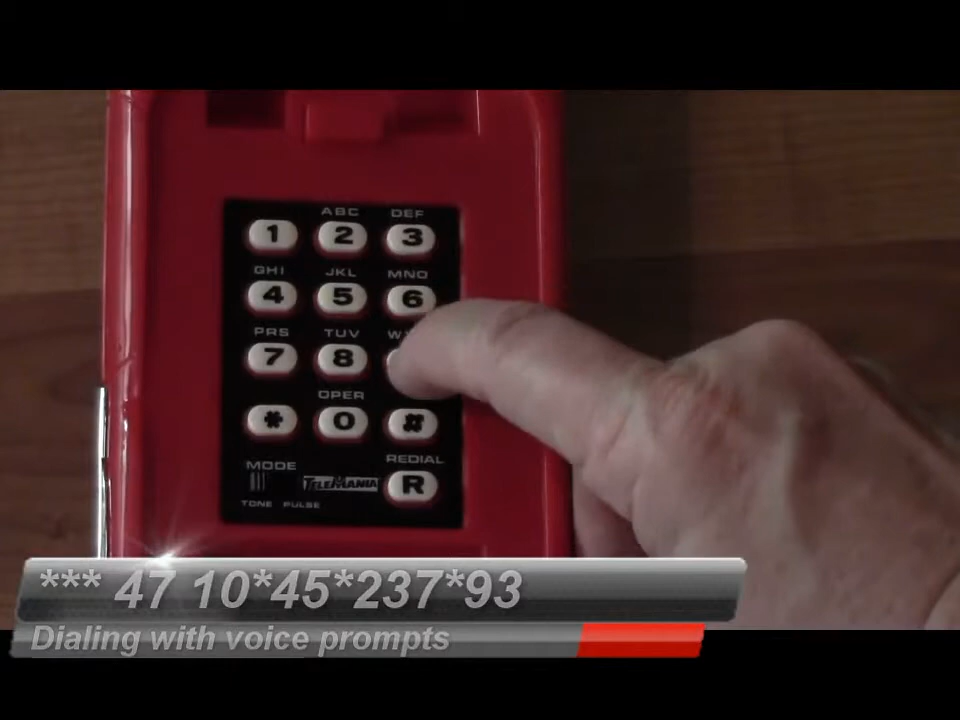 ABC DEF
1 2 3
GHI JKL MNO
4 5 6
PRS TUV
7 8
OPER
* 0 #
MODE REDIAL
TELEMANIA R
TONE PULSE
*** 47 10*45*237*93
Dialing with voice prompts